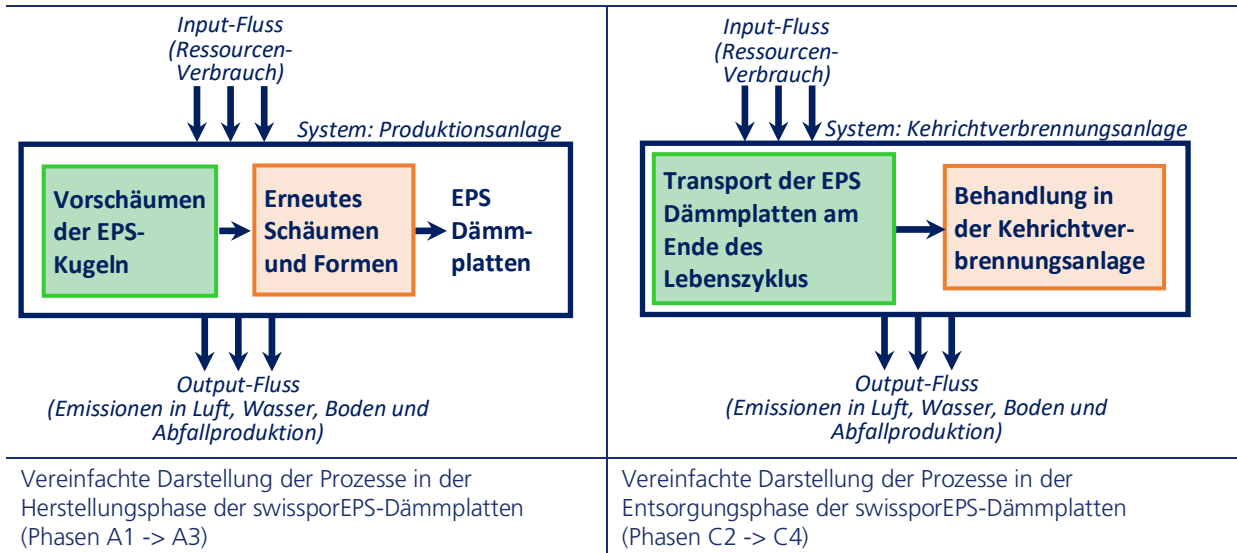 Input-Fluss
(Ressourcen-
Verbrauch)
System: Produktionsanlage
Vorschäumen
der EPS-
Kugeln
Erneutes
Schäumen
und Formen
EPS
Dämm-
platten
Output-Fluss
(Emissionen in Luft, Wasser, Boden und
Abfallproduktion)
Vereinfachte Darstellung der Prozesse in der
Herstellungsphase der swissporEPS-Dämmplatten
(Phasen A1 -> A3)
Input-Fluss
(Ressourcen-
Verbrauch)
System: Kehrichtverbrennungsanlage
Transport der EPS
Dämmplatten am
Ende des
Lebenszyklus
Behandlung in
der Kehrichtver-
brennungsanlage
Output-Fluss
(Emissionen in Luft, Wasser, Boden und
Abfallproduktion)
Vereinfachte Darstellung der Prozesse in der
Entsorgungsphase der swissporEPS-Dämmplatten
(Phasen C2 -> C4)